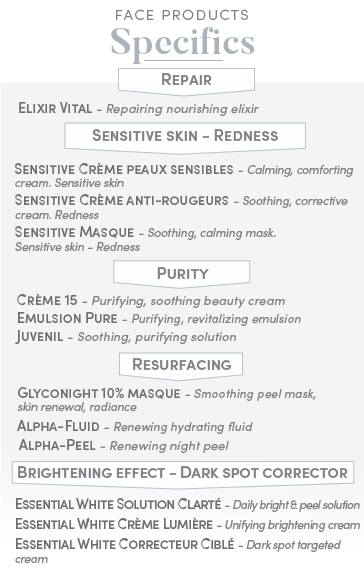 FACE PRODUCTS
Specifics
REPAIR
ELIXIR VITAL - Repairing nourishing elixir
SENSITIVE SKIN - REDNESS
SENSITIVE CRÈME PEAUX SENSIBLES - Calming, comforting
cream. Sensitive skin
SENSITIVE CRÈME ANTI-ROUGEURS - Soothing, corrective
cream. Redness
SENSITIVE MASQUE - Soothing, calming mask.
Sensitive skin - Redness
PURITY
CRÈME 15 - Purifying, soothing beauty cream
EMULSION PURE - Purifying, revitalizing emulsion
JUVENIL - Soothing, purifying solution
RESURFACING
GLYCONIGHT 10% MASQUE - Smoothing peel mask,
skin renewal, radiance
ALPHA-FLUID - Renewing hydrating fluid
ALPHA-PEEL - Renewing night peel
BRIGHTENING EFFECT - DARK SPOT CORRECTOR
ESSENTIAL WHITE SOLUTION CLARTÉ - Daily bright & peel solution
ESSENTIAL WHITE CRÈME LUMIÈRE - Unifying brightening cream
ESSENTIAL WHITE CORRECTEUR CIBLÉ - Dark spot targeted
cream